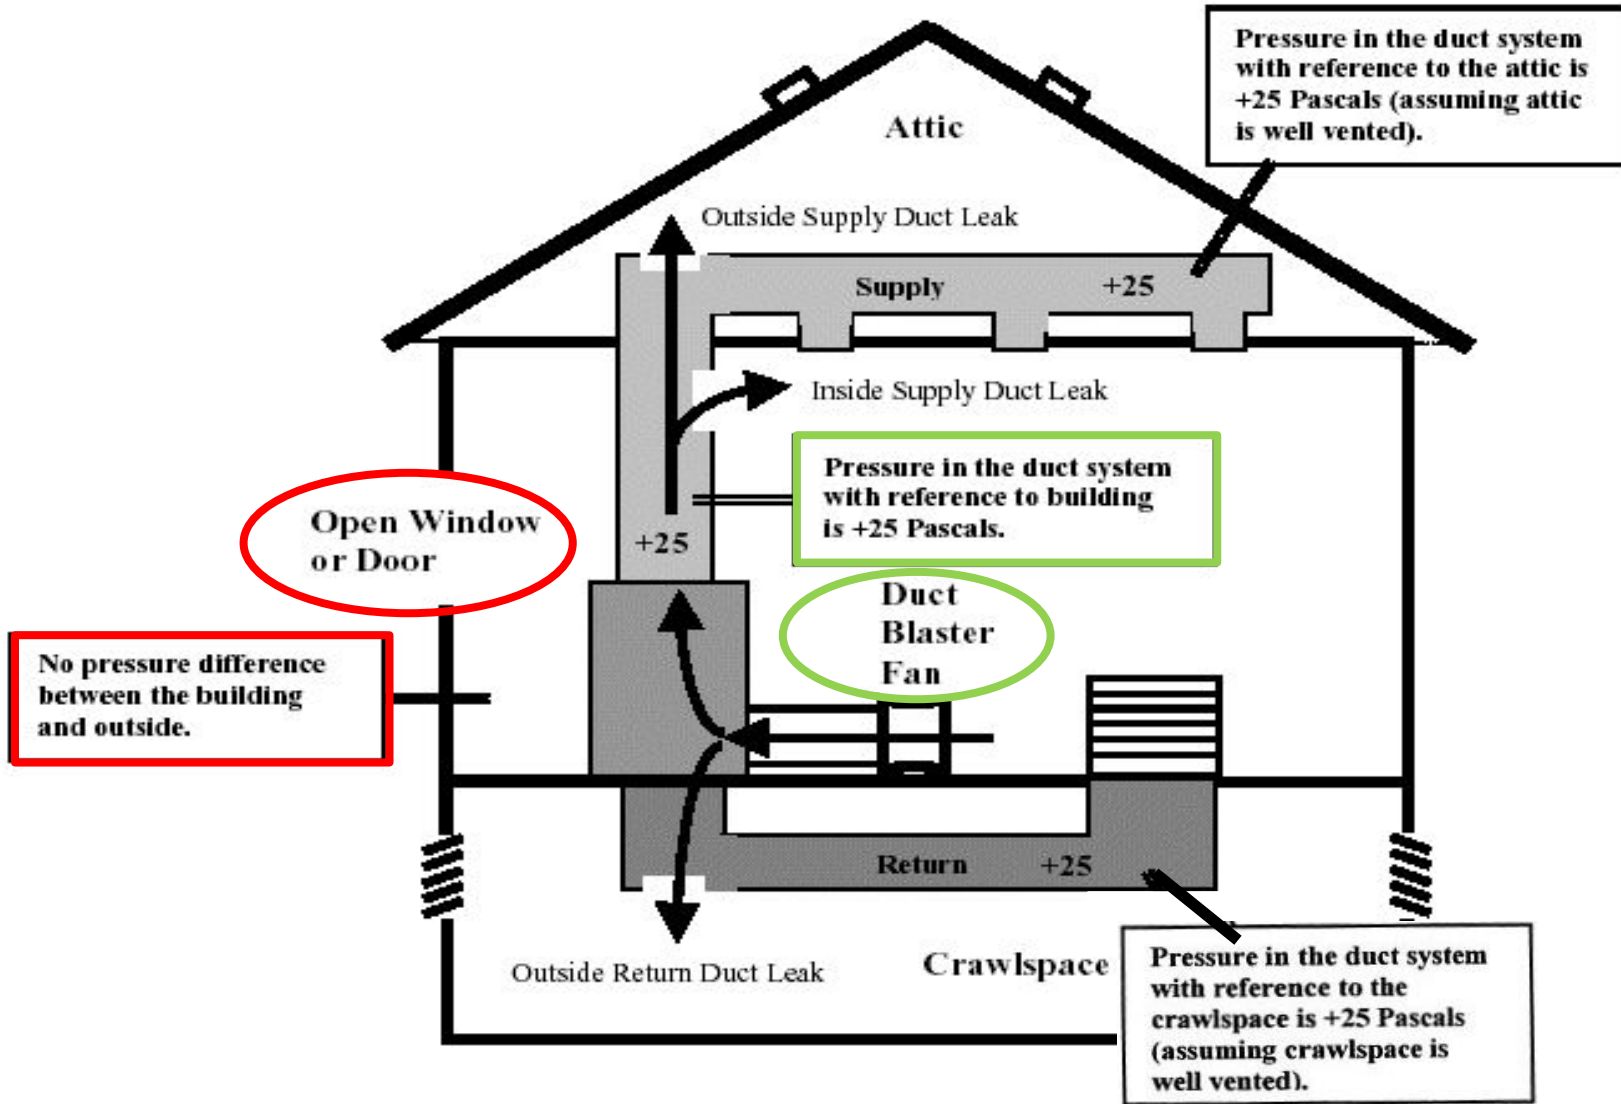 Pressure in the duct system
with reference to the attic is
+25 Pascals (assuming attic
is well vented).
Attic
Outside Supply Duct Leak
Supply
+25
Inside Supply Duct Leak
Pressure in the duct system
with reference to building
is +25 Pascals.
Open Window
or Door
+25
Duct
Blaster
Fan
No pressure difference
between the building
and outside.
Return
+25
Outside Return Duct Leak
Crawlspace
Pressure in the duct system
with reference to the
crawlspace is +25 Pascals
(assuming crawlspace is
well vented).